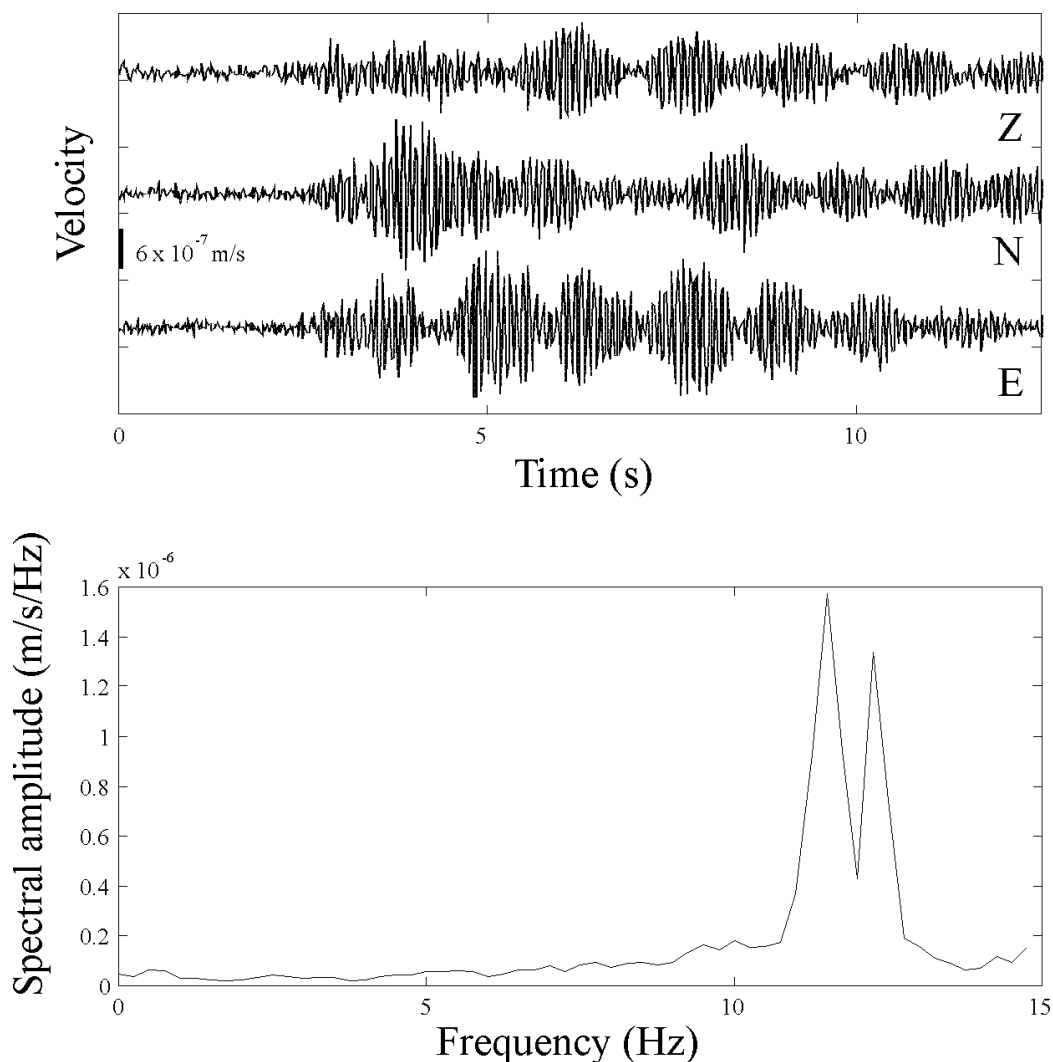 Velocity
Z
N
6 x 10-7 m/s
E
0
5
10
Time (s)
x 10-6
1.6
1.4
1.2
1
0.8
0.6
0.4
0.2
0
Spectral amplitude (m/s/Hz)
0
5
10
15
Frequency (Hz)